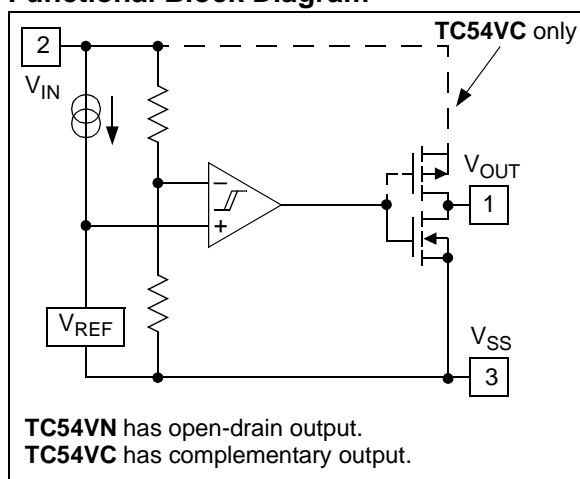 Functional Block Diagram
TC54VC only
2
VIN
VOUT
1
−
+
VREF
VSS
3
TC54VN has open-drain output.
TC54VC has complementary output.